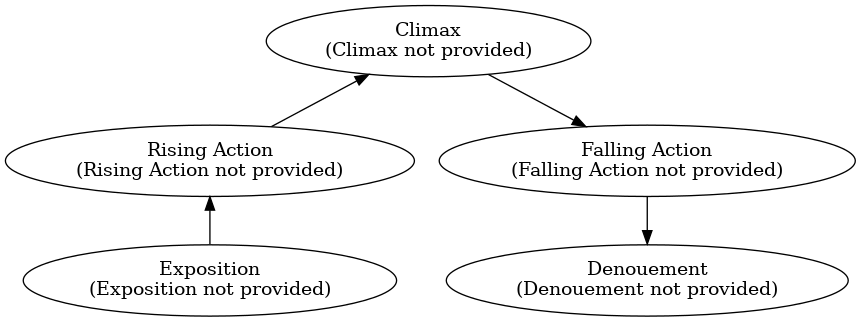 Climax
(Climax not provided)
Rising Action
(Rising Action not provided)
Falling Action
(Falling Action not provided)
Exposition
(Exposition not provided)
Denouement
(Denouement not provided)